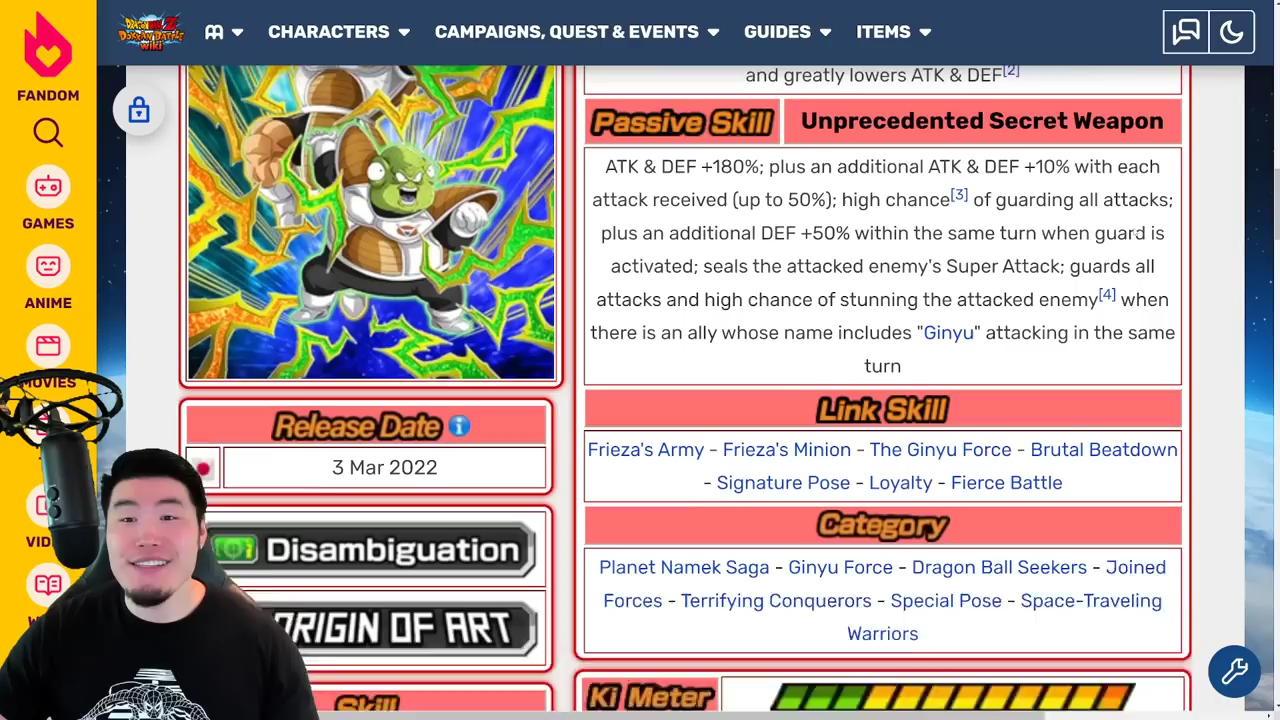 DRAGON BALL Z
DOKKAN BATTLE
WIKI
CHARACTERS
CAMPAIGNS, QUEST & EVENTS
GUIDES
ITEMS
FANDOM
GAMES
ANIME
MOVIES
VID
W
and greatly lowers ATK & DEF[2]
Passive Skill
Unprecedented Secret Weapon
ATK & DEF +180%; plus an additional ATK & DEF +10% with each
attack received (up to 50%); high chance[3] of guarding all attacks;
plus an additional DEF +50% within the same turn when guard is
activated; seals the attacked enemy's Super Attack; guards all
attacks and high chance of stunning the attacked enemy[4] when
there is an ally whose name includes "Ginyu" attacking in the same
turn
Link Skill
Frieza's Army - Frieza's Minion - The Ginyu Force - Brutal Beatdown
- Signature Pose - Loyalty - Fierce Battle
Category
Planet Namek Saga - Ginyu Force - Dragon Ball Seekers - Joined
Forces - Terrifying Conquerors - Special Pose - Space-Traveling
Warriors
Ki Meter
Release Date
3 Mar 2022
Disambiguation
ORIGIN OF ART
Skill